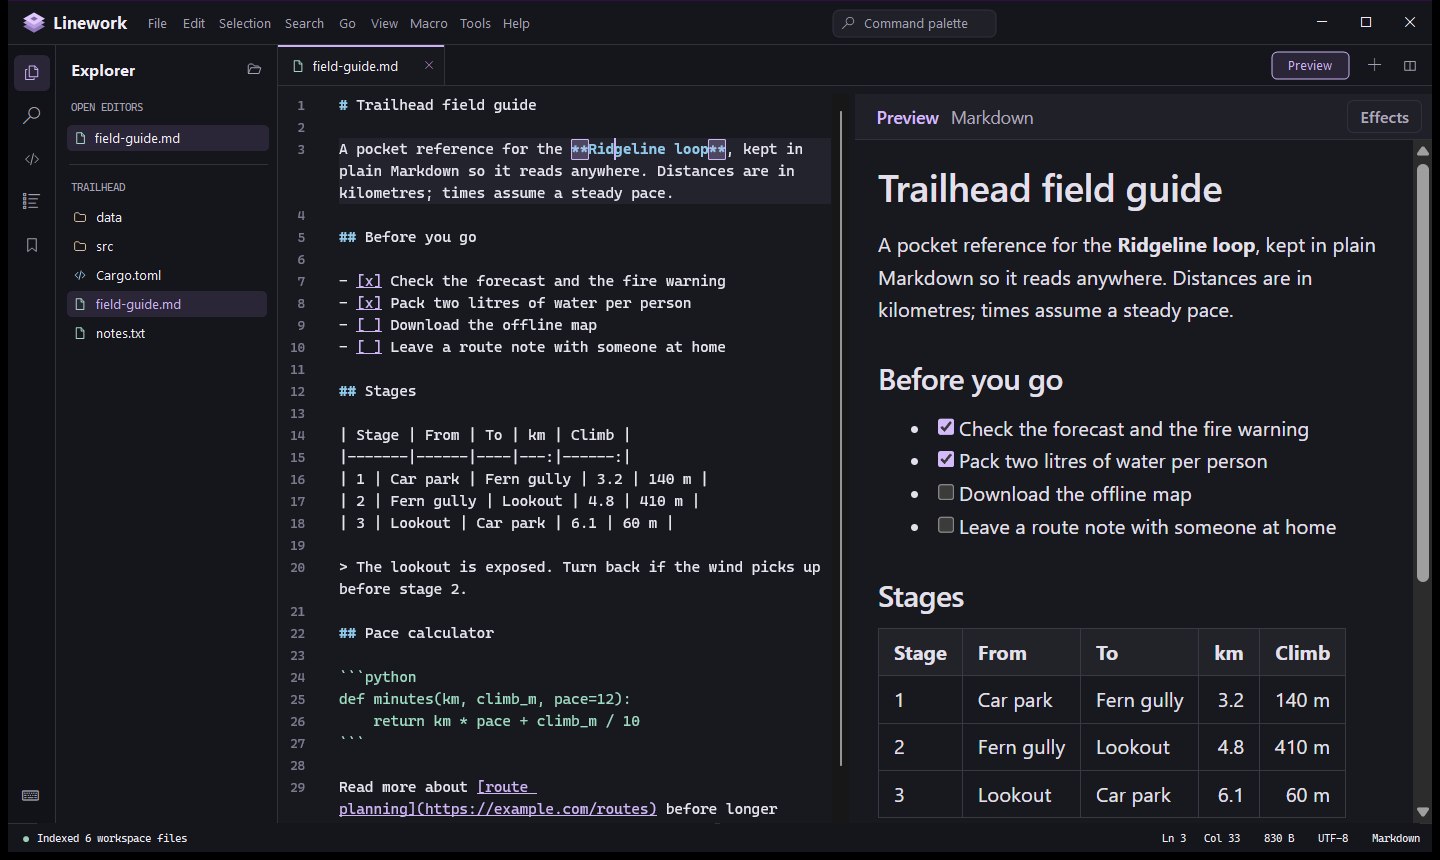 Linework
File Edit Selection Search Go View Macro Tools Help
Command palette
Explorer
OPEN EDITORS
field-guide.md
TRAILHEAD
data
src
Cargo.toml
field-guide.md
notes.txt
field-guide.md
Preview
1 # Trailhead field guide
2
3 A pocket reference for the **Ridgeline loop**, kept in
plain Markdown so it reads anywhere. Distances are in
kilometres; times assume a steady pace.
4
5 ## Before you go
6
7 - [x] Check the forecast and the fire warning
8 - [x] Pack two litres of water per person
9 - [ ] Download the offline map
10 - [ ] Leave a route note with someone at home
11
12 ## Stages
13
14 | Stage | From | To | km | Climb |
15 |-------|------|----|---:|------:|
16 | 1 | Car park | Fern gully | 3.2 | 140 m |
17 | 2 | Fern gully | Lookout | 4.8 | 410 m |
18 | 3 | Lookout | Car park | 6.1 | 60 m |
19
20 > The lookout is exposed. Turn back if the wind picks up
before stage 2.
21
22 ## Pace calculator
23
24 ```python
25 def minutes(km, climb_m, pace=12):
26     return km * pace + climb_m / 10
27 ```
28
29 Read more about [route
planning](https://example.com/routes) before longer
Preview Markdown
Effects
Trailhead field guide
A pocket reference for the Ridgeline loop, kept in plain
Markdown so it reads anywhere. Distances are in
kilometres; times assume a steady pace.
Before you go
• Check the forecast and the fire warning
• Pack two litres of water per person
• Download the offline map
• Leave a route note with someone at home
Stages
Stage From To km Climb
1 Car park Fern gully 3.2 140 m
2 Fern gully Lookout 4.8 410 m
3 Lookout Car park 6.1 60 m
Indexed 6 workspace files
Ln 3 Col 33 830 B UTF-8 Markdown